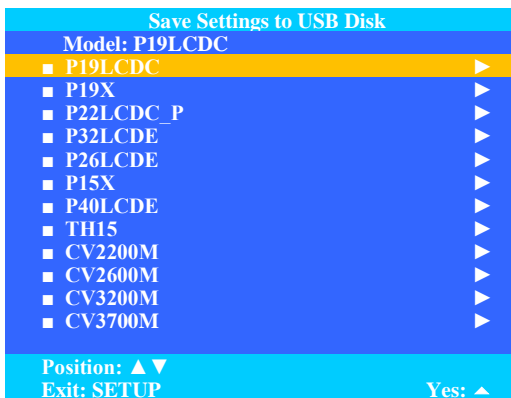 Save Settings to USB Disk
Model: P19LCDC
■ P19LCDC ►
■ P19X ►
■ P22LCDC_P ►
■ P32LCDE ►
■ P26LCDE ►
■ P15X ►
■ P40LCDE ►
■ TH15 ►
■ CV2200M ►
■ CV2600M ►
■ CV3200M ►
■ CV3700M ►
Position: ▲▼
Exit: SETUP Yes: ▲